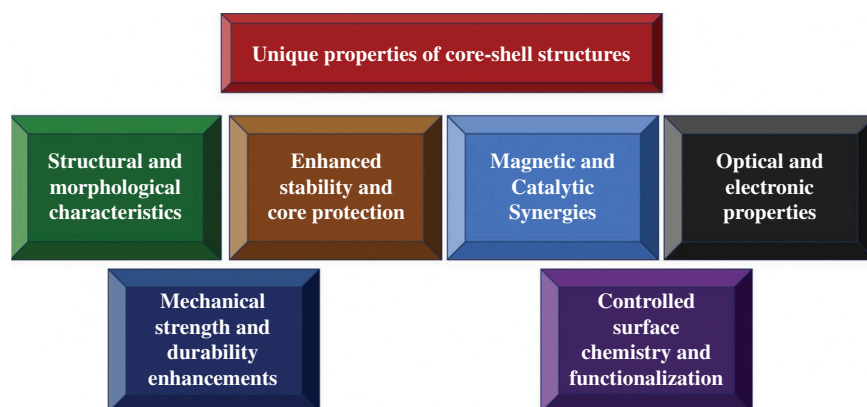 Unique properties of core-shell structures
Structural and
morphological
characteristics
Enhanced
stability and
core protection
Magnetic and
Catalytic
Synergies
Optical and
electronic
properties
Mechanical
strength and
durability
enhancements
Controlled
surface
chemistry and
functionalization